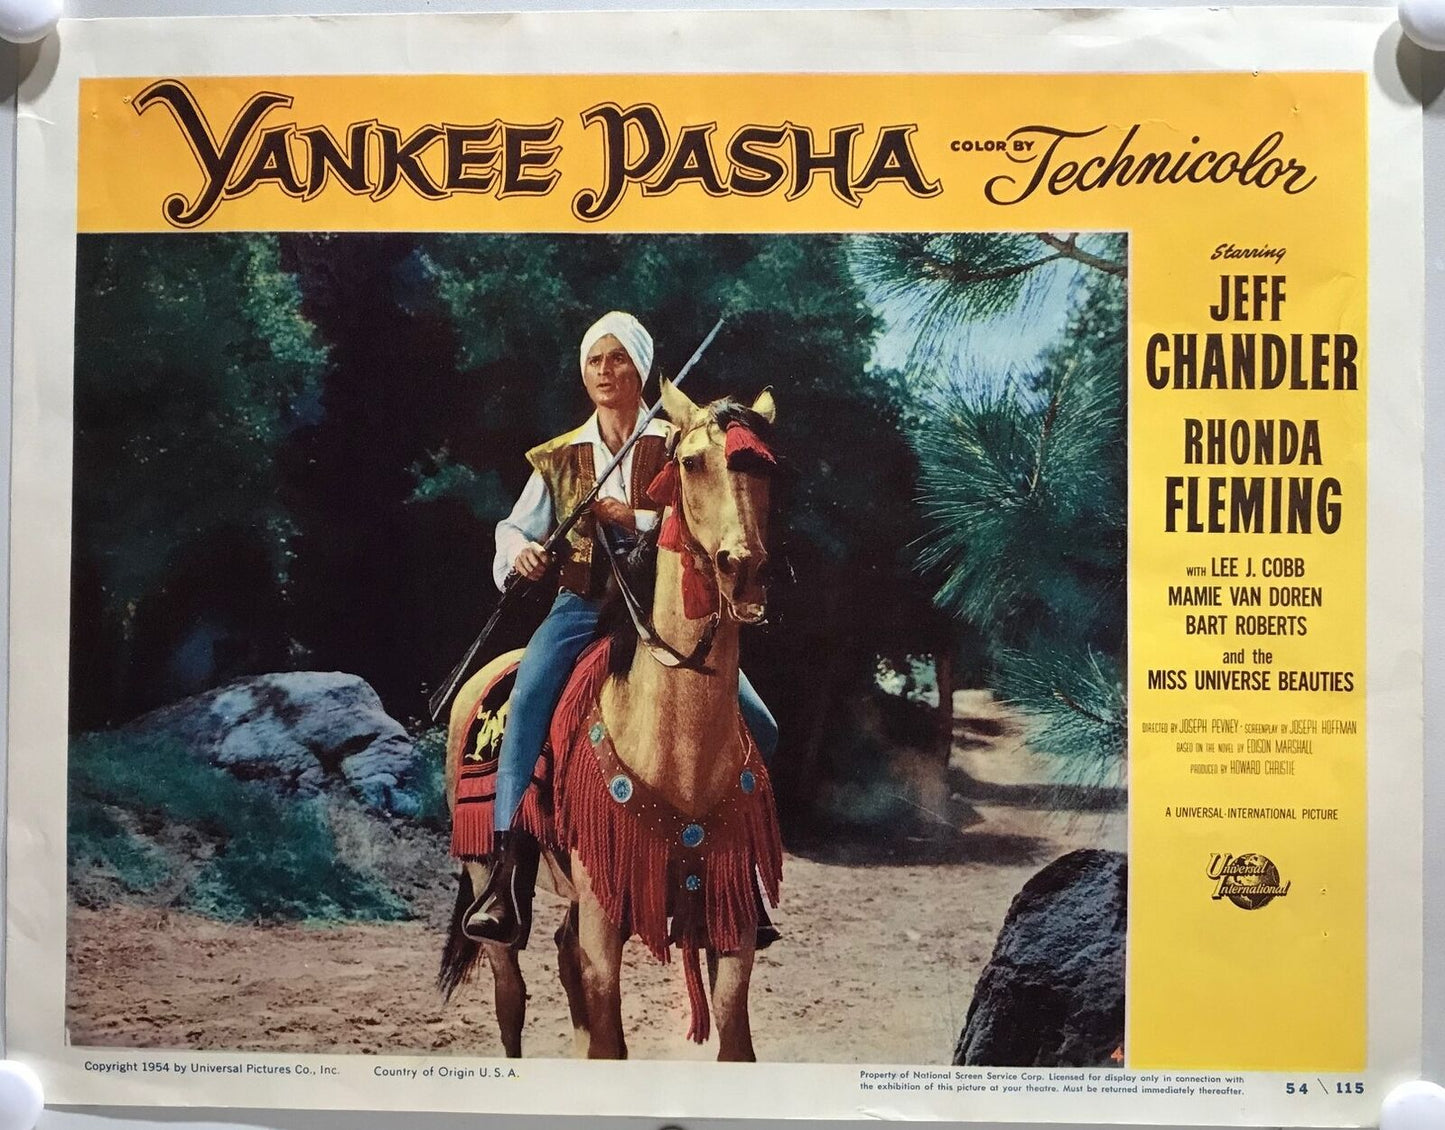 YANKEE PASHA COLOR BY Technicolor
Starring
JEFF
CHANDLER
RHONDA
FLEMING
WITH LEE J. COBB
MAMIE VAN DOREN
BART ROBERTS
and the
MISS UNIVERSE BEAUTIES
DIRECTED BY JOSEPH PEVNEY · SCREENPLAY BY JOSEPH HOFFMAN
BASED ON THE NOVEL BY EDISON MARSHALL
PRODUCED BY HOWARD CHRISTIE
A UNIVERSAL-INTERNATIONAL PICTURE
Universal
International
4
Copyright 1954 by Universal Pictures Co., Inc. Country of Origin U. S. A.
Property of National Screen Service Corp. Licensed for display only in connection with
the exhibition of this picture at your theatre. Must be returned immediately thereafter.
54 \ 115